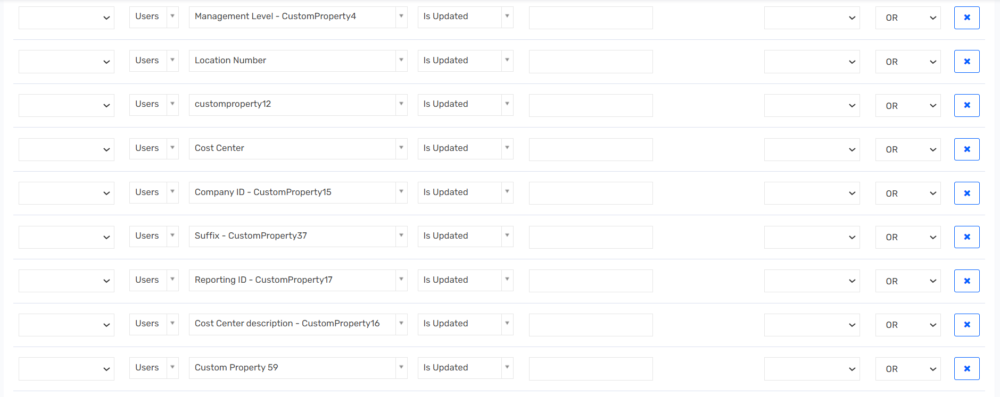 Users Management Level - CustomProperty4 Is Updated OR
Users Location Number Is Updated OR
Users customproperty12 Is Updated OR
Users Cost Center Is Updated OR
Users Company ID - CustomProperty15 Is Updated OR
Users Suffix - CustomProperty37 Is Updated OR
Users Reporting ID - CustomProperty17 Is Updated OR
Users Cost Center description - CustomProperty16 Is Updated OR
Users Custom Property 59 Is Updated OR